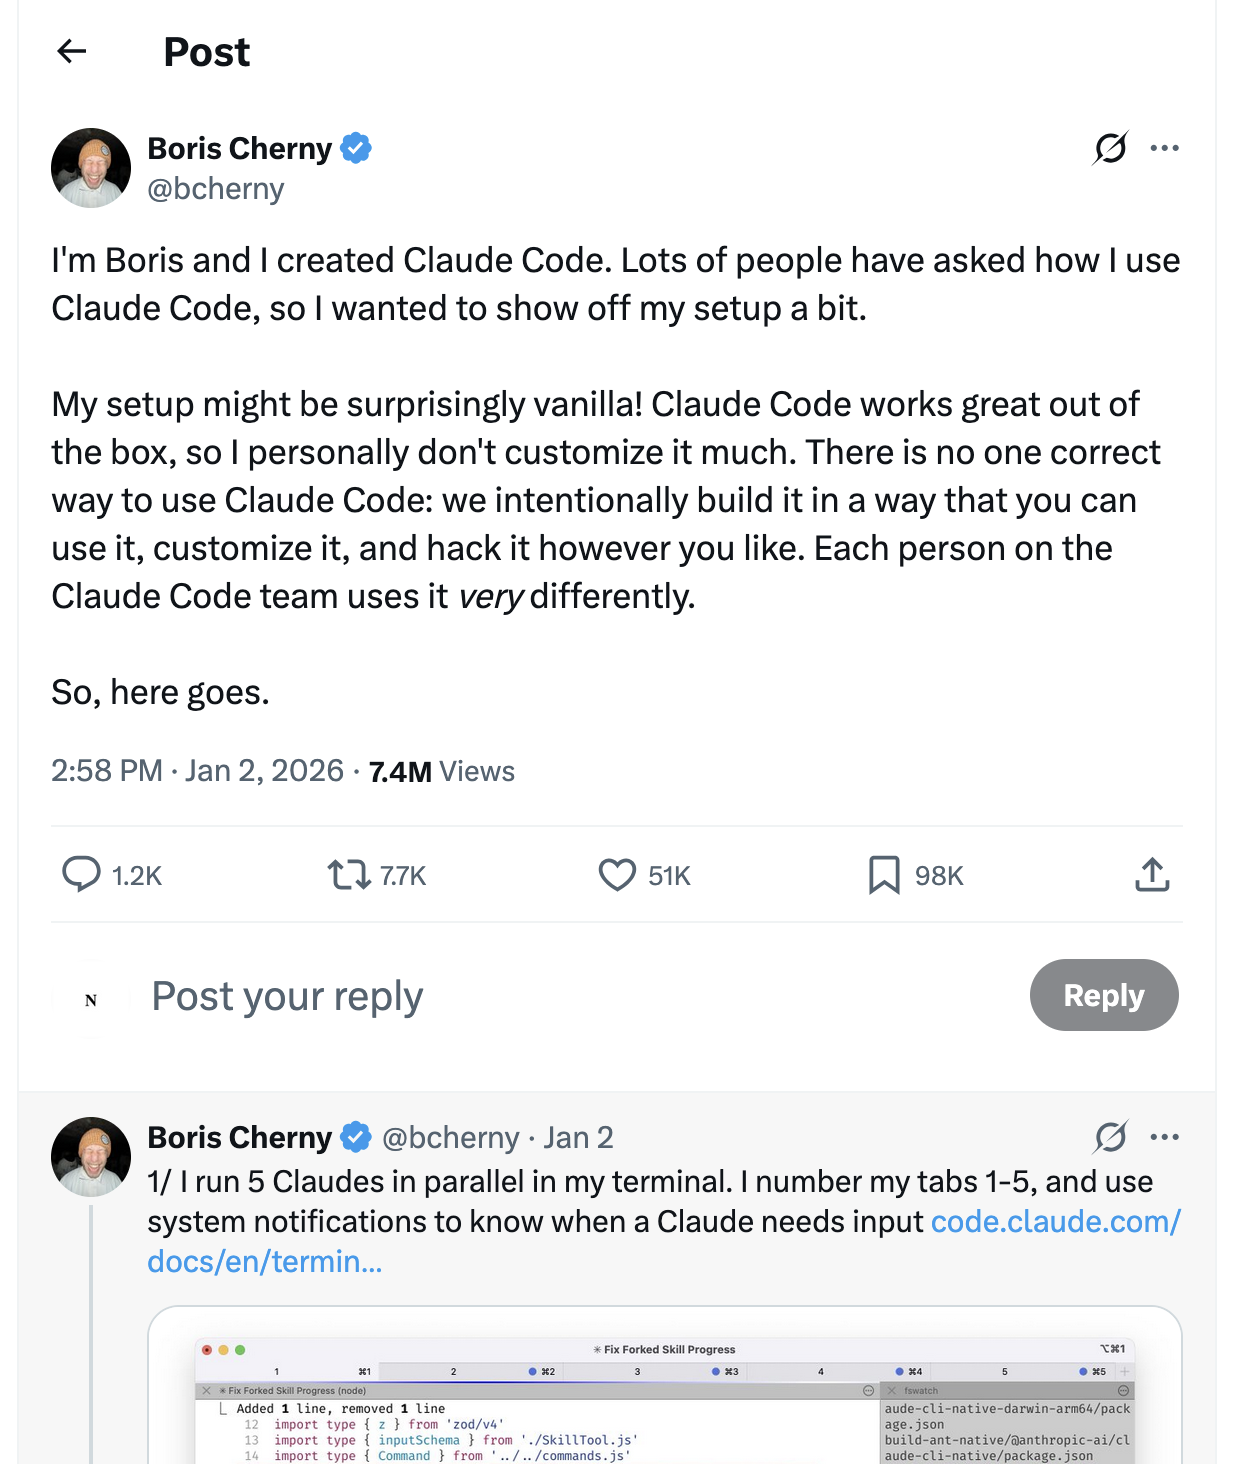 Post
Boris Cherny
@bcherny
I'm Boris and I created Claude Code. Lots of people have asked how I use
Claude Code, so I wanted to show off my setup a bit.
My setup might be surprisingly vanilla! Claude Code works great out of
the box, so I personally don't customize it much. There is no one correct
way to use Claude Code: we intentionally build it in a way that you can
use it, customize it, and hack it however you like. Each person on the
Claude Code team uses it very differently.
So, here goes.
2:58 PM · Jan 2, 2026 · 7.4M Views
1.2K 7.7K 51K 98K
N Post your reply Reply
Boris Cherny @bcherny · Jan 2
1/ I run 5 Claudes in parallel in my terminal. I number my tabs 1-5, and use
system notifications to know when a Claude needs input code.claude.com/
docs/en/termin...
✳ Fix Forked Skill Progress ⌥⌘1
1 ⌘1 2 ⌘2 3 ⌘3 4 ⌘4 5 ⌘5 +
✳ Fix Forked Skill Progress (node)
Added 1 line, removed 1 line
12 import type { z } from 'zod/v4'
13 import type { inputSchema } from './SkillTool.js'
14 import type { Command } from '../../commands.js'
fswatch
aude-cli-native-darwin-arm64/pack
age.json
build-ant-native/@anthropic-ai/cl
aude-cli-native/package.json